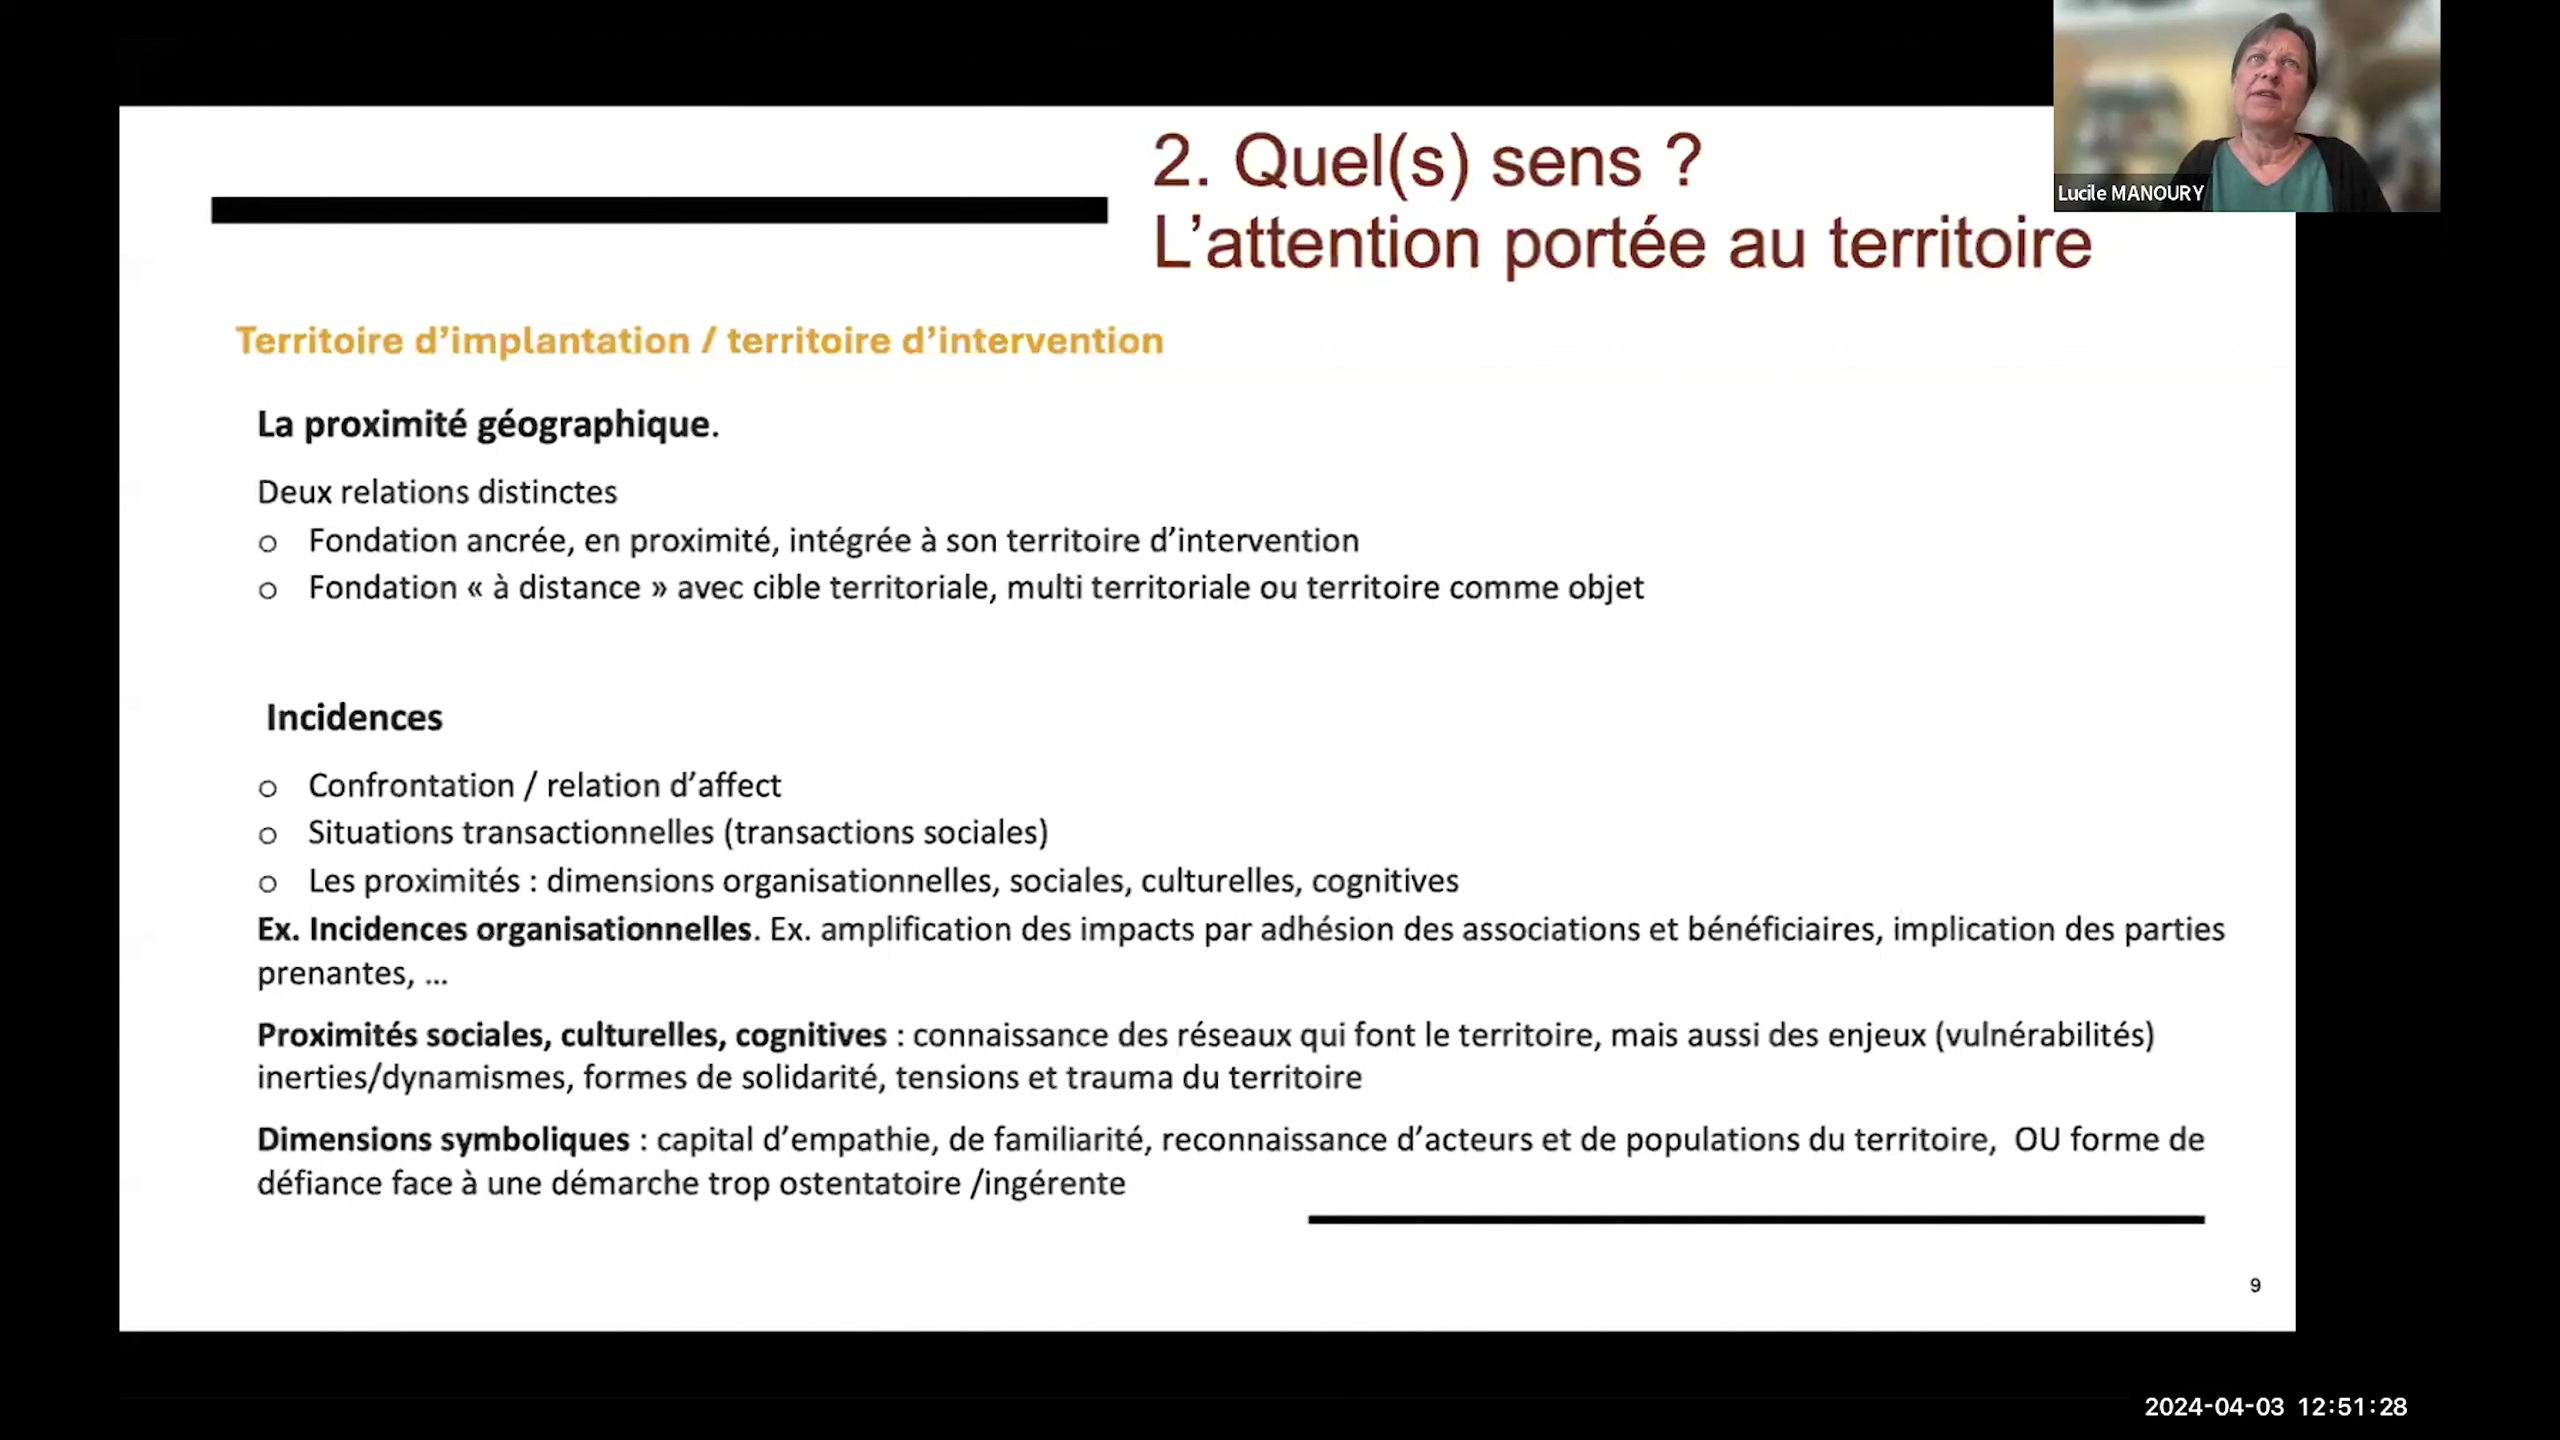 2. Quel(s) sens ?
L’attention portée au territoire
Lucile MANOURY
Territoire d’implantation / territoire d’intervention
La proximité géographique.
Deux relations distinctes
o Fondation ancrée, en proximité, intégrée à son territoire d’intervention
o Fondation « à distance » avec cible territoriale, multi territoriale ou territoire comme objet
Incidences
o Confrontation / relation d’affect
o Situations transactionnelles (transactions sociales)
o Les proximités : dimensions organisationnelles, sociales, culturelles, cognitives
Ex. Incidences organisationnelles. Ex. amplification des impacts par adhésion des associations et bénéficiaires, implication des parties
prenantes, ...
Proximités sociales, culturelles, cognitives : connaissance des réseaux qui font le territoire, mais aussi des enjeux (vulnérabilités)
inerties/dynamismes, formes de solidarité, tensions et trauma du territoire
Dimensions symboliques : capital d’empathie, de familiarité, reconnaissance d’acteurs et de populations du territoire, OU forme de
défiance face à une démarche trop ostentatoire /ingérente
9
2024-04-03 12:51:28